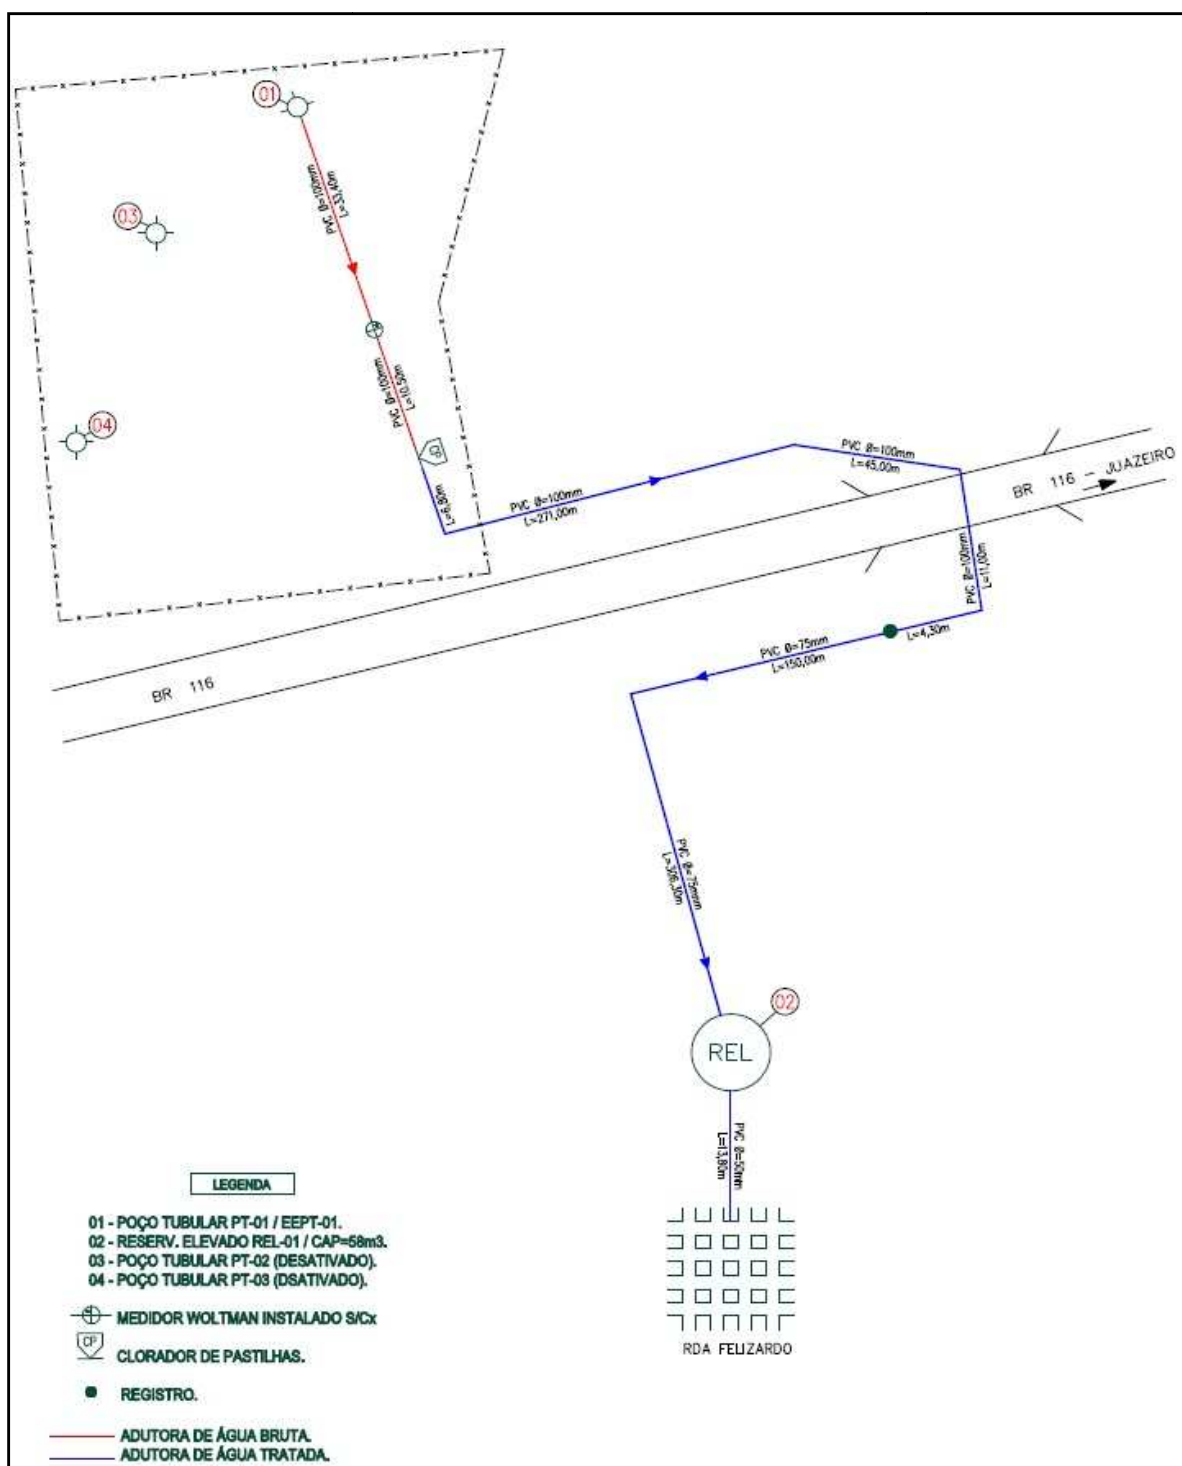 01
PVC Ø=100mm
L=33,40m
03
PVC Ø=100mm
L=10,50m
04
CP
L=6,80m
PVC Ø=100mm
L=271,00m
PVC Ø=100mm
L=45,00m
BR 116 - JUAZEIRO
PVC Ø=100mm
L=11,00m
L=4,30m
PVC Ø=75mm
L=150,00m
BR 116
PVC Ø=75mm
L=306,30m
02
REL
PVC Ø=50mm
L=13,80m
RDA FELIZARDO
LEGENDA
01 - POÇO TUBULAR PT-01 / EEPT-01.
02 - RESERV. ELEVADO REL-01 / CAP=58m3.
03 - POÇO TUBULAR PT-02 (DESATIVADO).
04 - POÇO TUBULAR PT-03 (DSATIVADO).
MEDIDOR WOLTMAN INSTALADO S/Cx
CP
CLORADOR DE PASTILHAS.
REGISTRO.
ADUTORA DE ÁGUA BRUTA.
ADUTORA DE ÁGUA TRATADA.